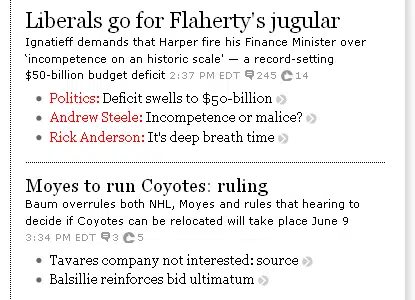 Liberals go for Flaherty's jugular
Ignatieff demands that Harper fire his Finance Minister over
‘incompetence on an historic scale' — a record-setting
$50-billion budget deficit 2:37 PM EDT 245 14
Politics: Deficit swells to $50-billion
Andrew Steele: Incompetence or malice?
Rick Anderson: It's deep breath time
Moyes to run Coyotes: ruling
Baum overrules both NHL, Moyes and rules that hearing to
decide if Coyotes can be relocated will take place June 9
3:34 PM EDT 3 5
Tavares company not interested: source
Balsillie reinforces bid ultimatum